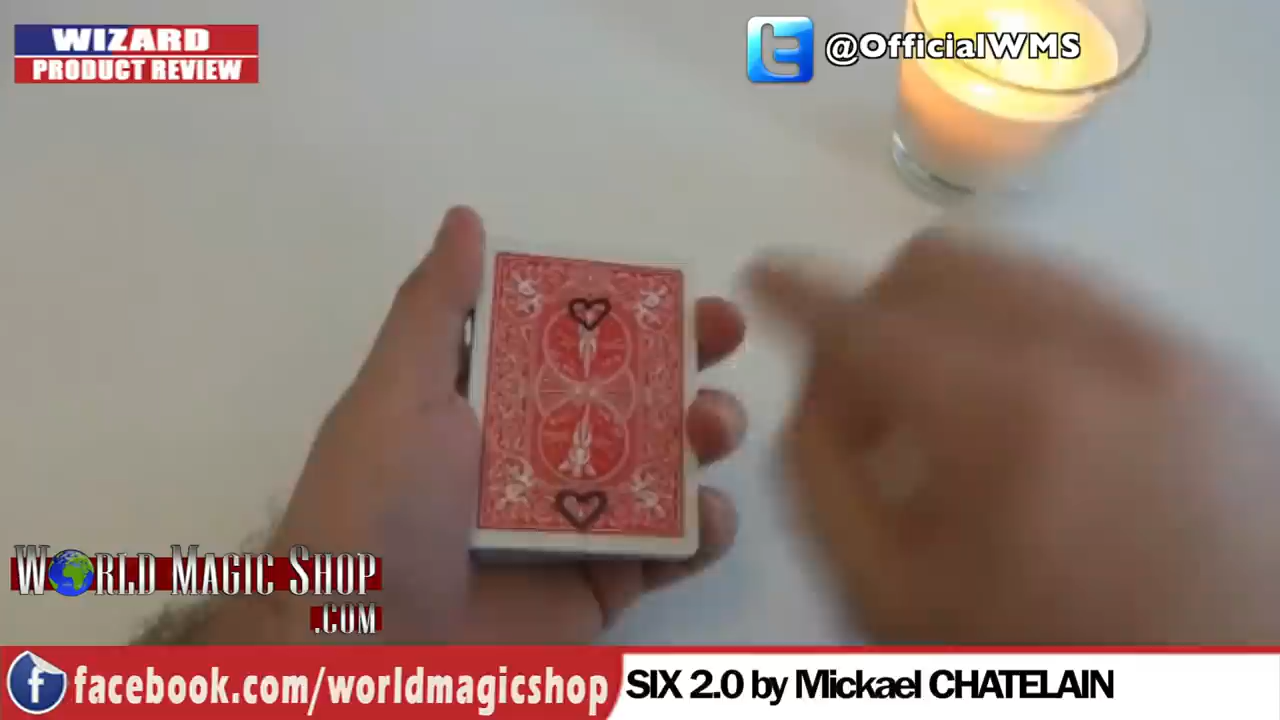 WIZARD
PRODUCT REVIEW
@OfficialWMS
WORLD MAGIC SHOP
.COM
facebook.com/worldmagicshop
SIX 2.0 by Mickael CHATELAIN